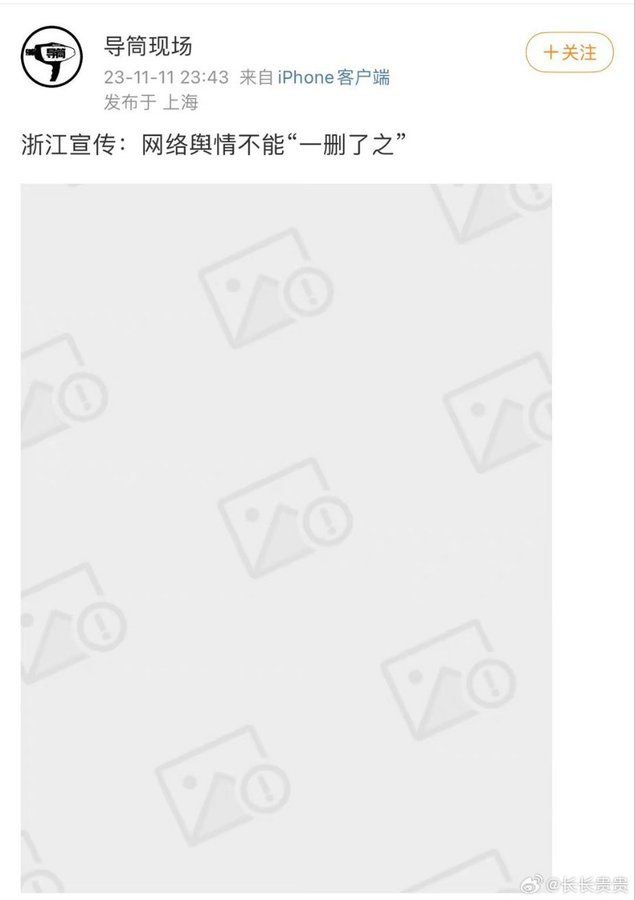 导筒
导筒现场
+关注
23-11-11 23:43 来自 iPhone客户端
发布于 上海
浙江宣传：网络舆情不能“一删了之”
@长长贵贵